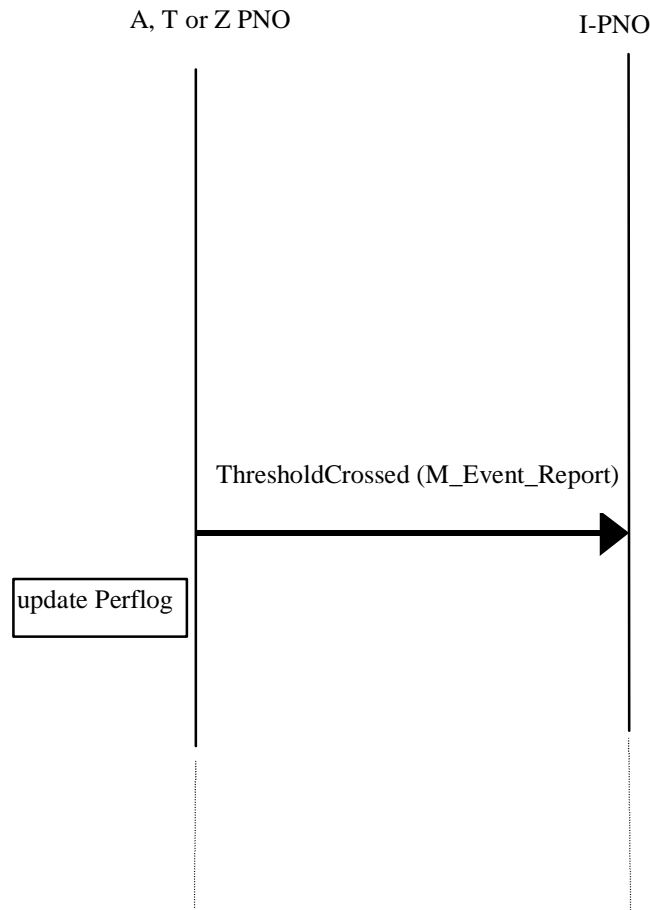 A, T or Z PNO
I-PNO
ThresholdCrossed (M_Event_Report)
update Perflog